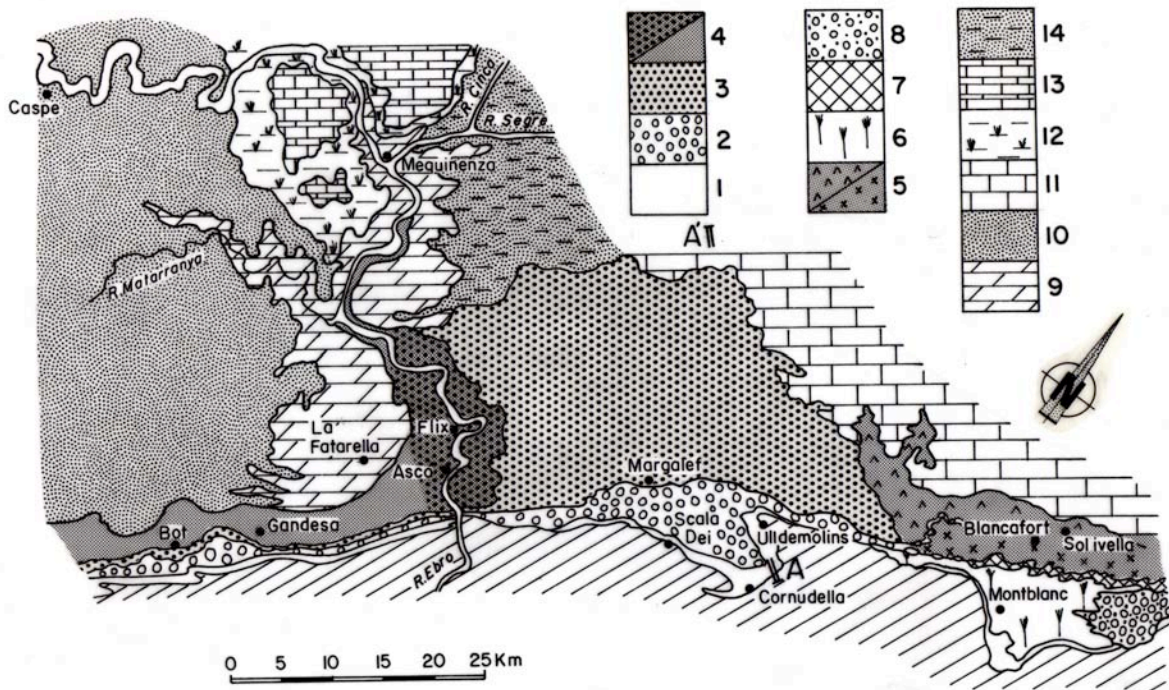 4
3
2
1
8
7
6
5
14
13
12
11
10
9
Caspe
R. Cinca
R. Segre
Mequinenza
A'
R. Matarranya
La Fatarella
Flix
Asco
Margalef
Bot
Gandesa
Scala
Dei
Ulldemolins
Blancafort
Solivella
R. Ebro
A
Cornudella
Montblanc
N
0 5 10 15 20 25 Km